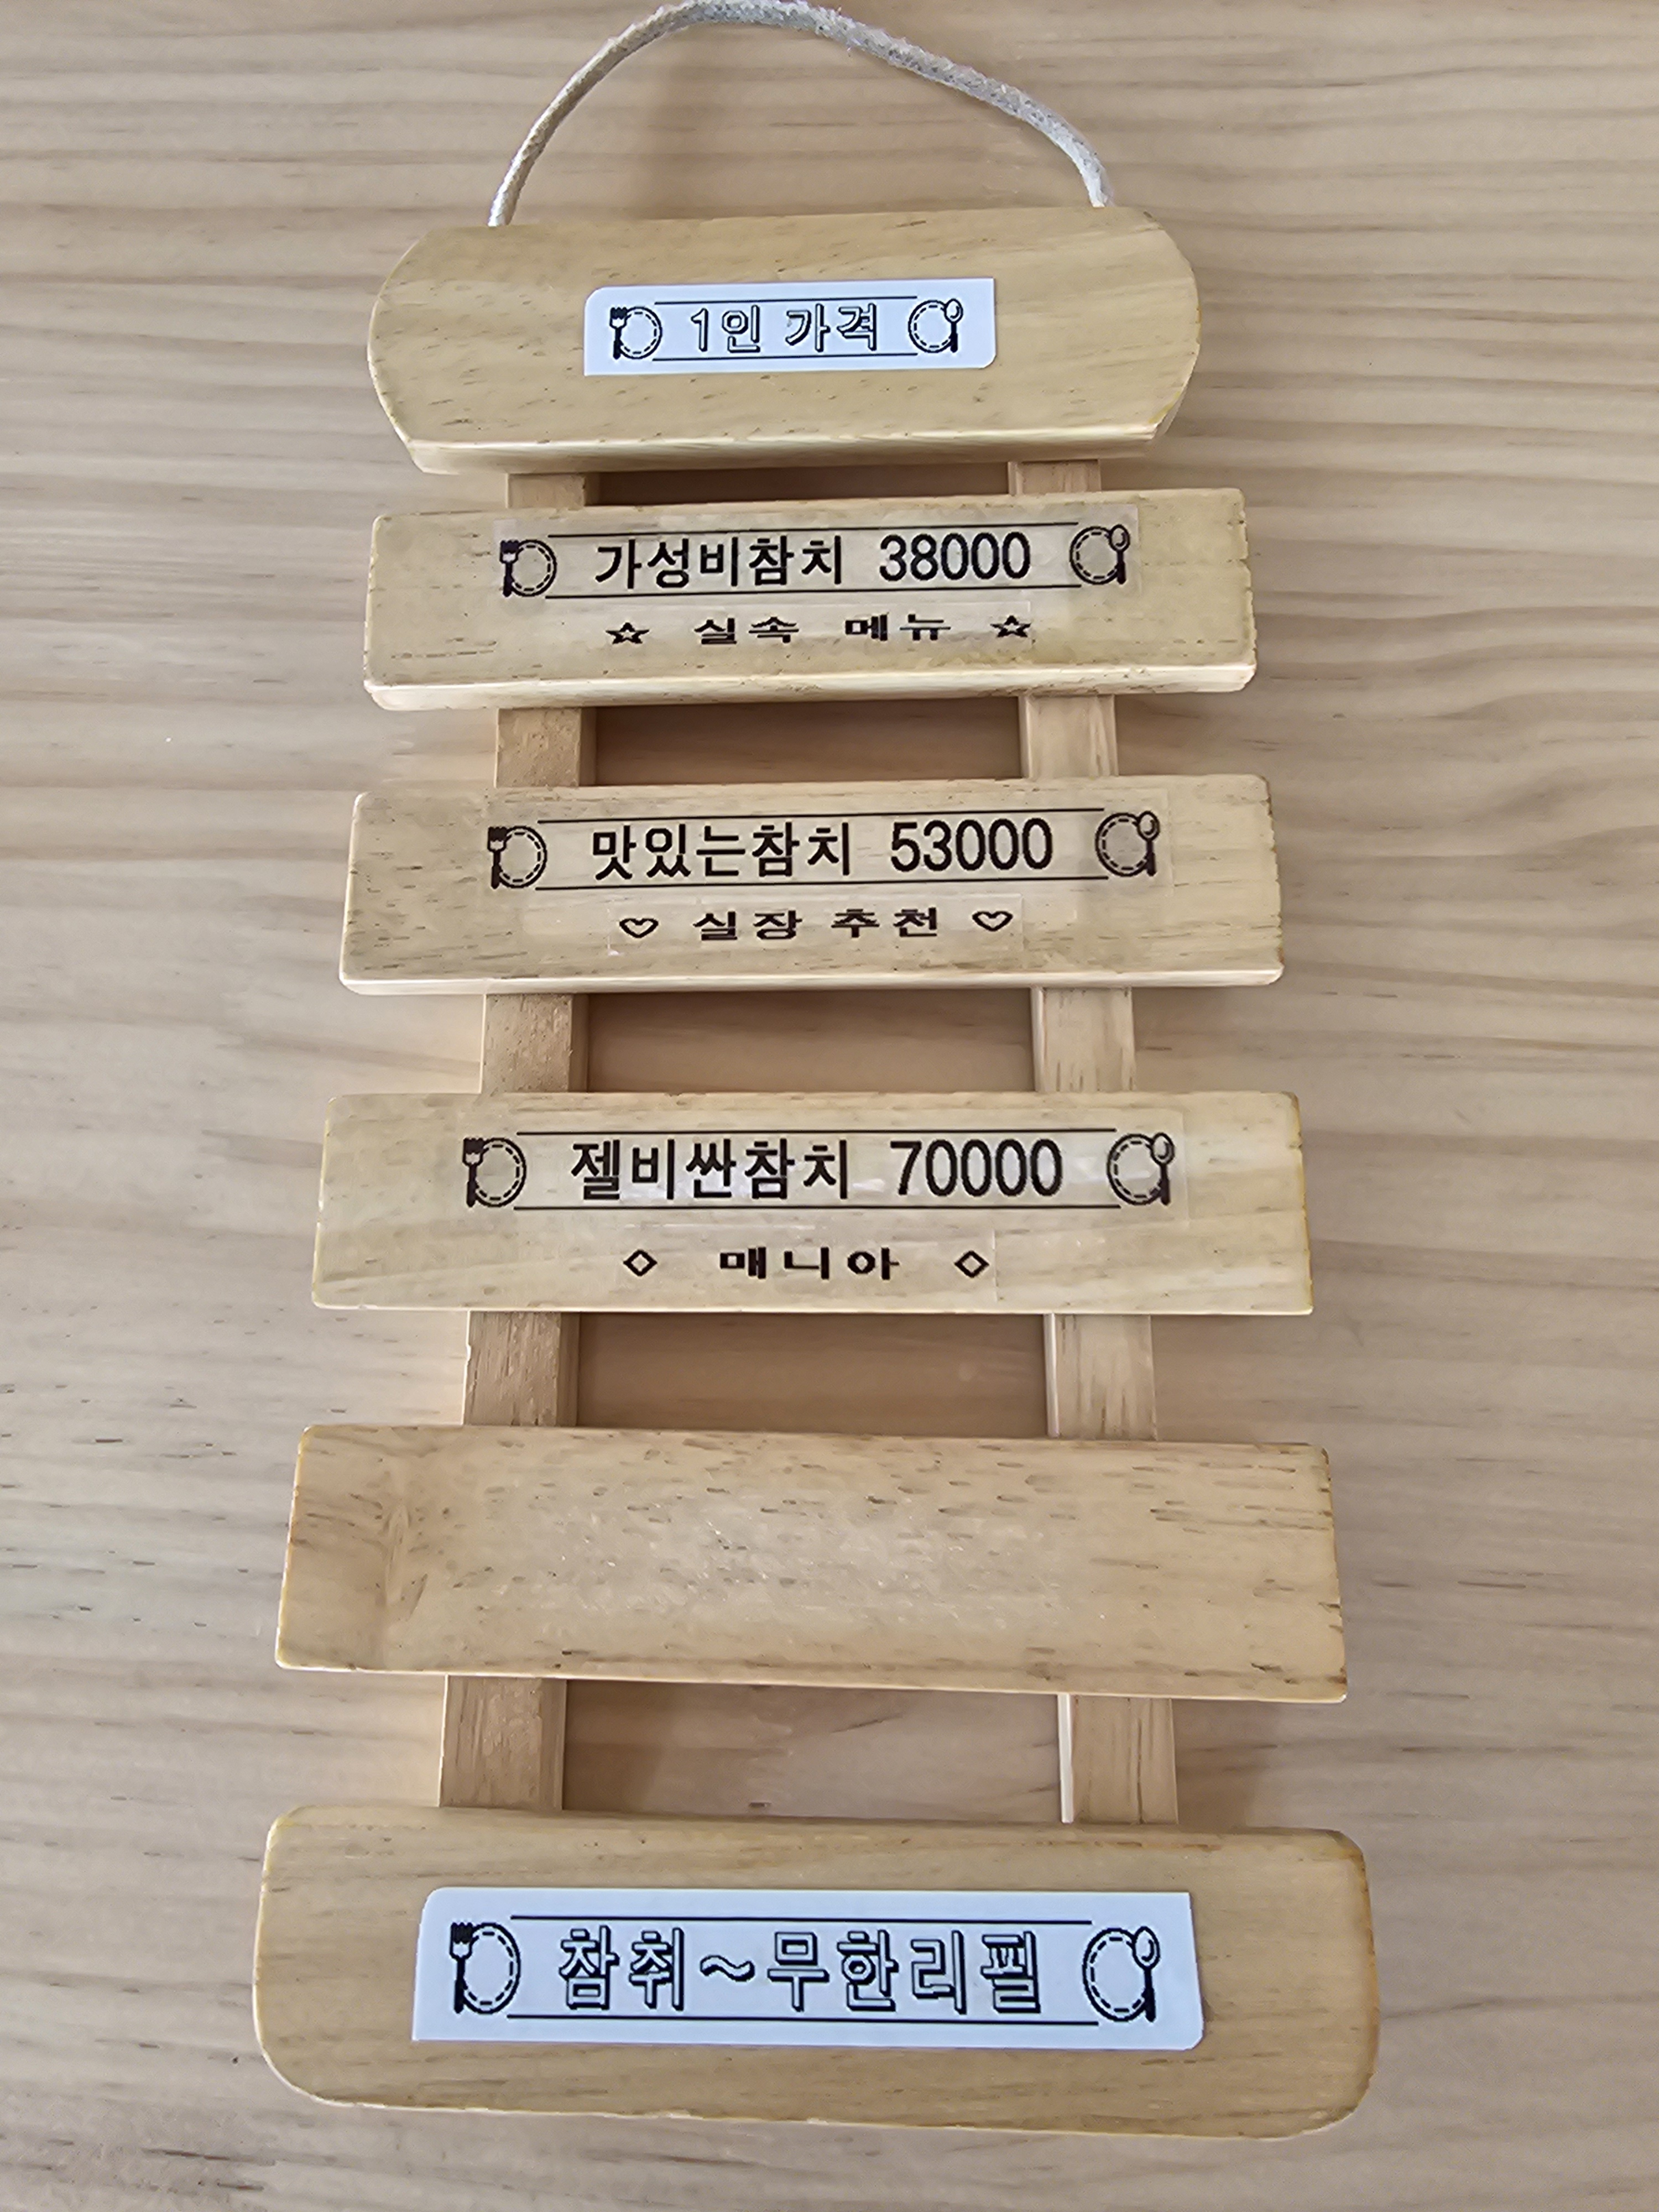 1인 가격
가성비참치 38000
☆ 실속 메뉴 ☆
맛있는참치 53000
♡ 실장 추천 ♡
젤비싼참치 70000
◇ 매니아 ◇
참취~무한리필